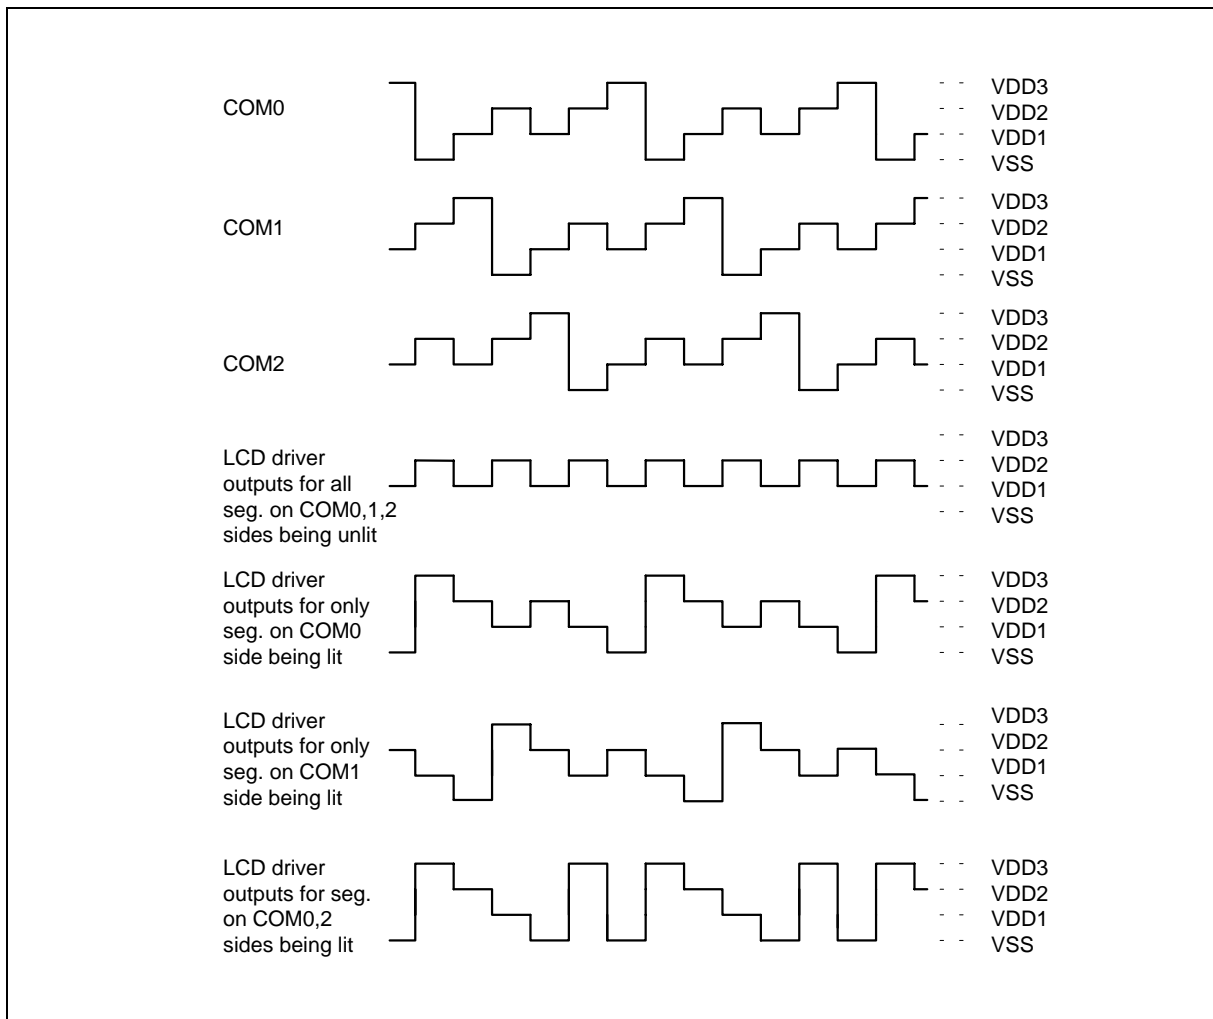 COM0
VDD3
VDD2
VDD1
VSS
COM1
VDD3
VDD2
VDD1
VSS
COM2
VDD3
VDD2
VDD1
VSS
LCD driver
outputs for all
seg. on COM0,1,2
sides being unlit
VDD3
VDD2
VDD1
VSS
LCD driver
outputs for only
seg. on COM0
side being lit
VDD3
VDD2
VDD1
VSS
LCD driver
outputs for only
seg. on COM1
side being lit
VDD3
VDD2
VDD1
VSS
LCD driver
outputs for seg.
on COM0,2
sides being lit
VDD3
VDD2
VDD1
VSS